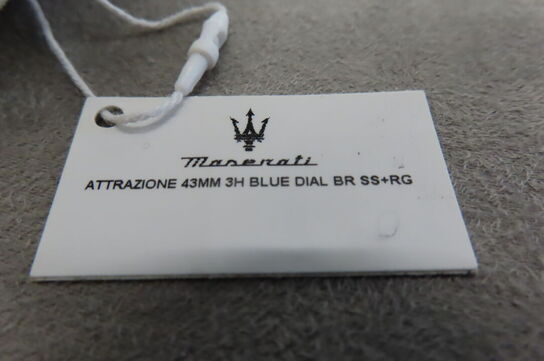 Maserati
ATTRAZIONE 43MM 3H BLUE DIAL BR SS+RG